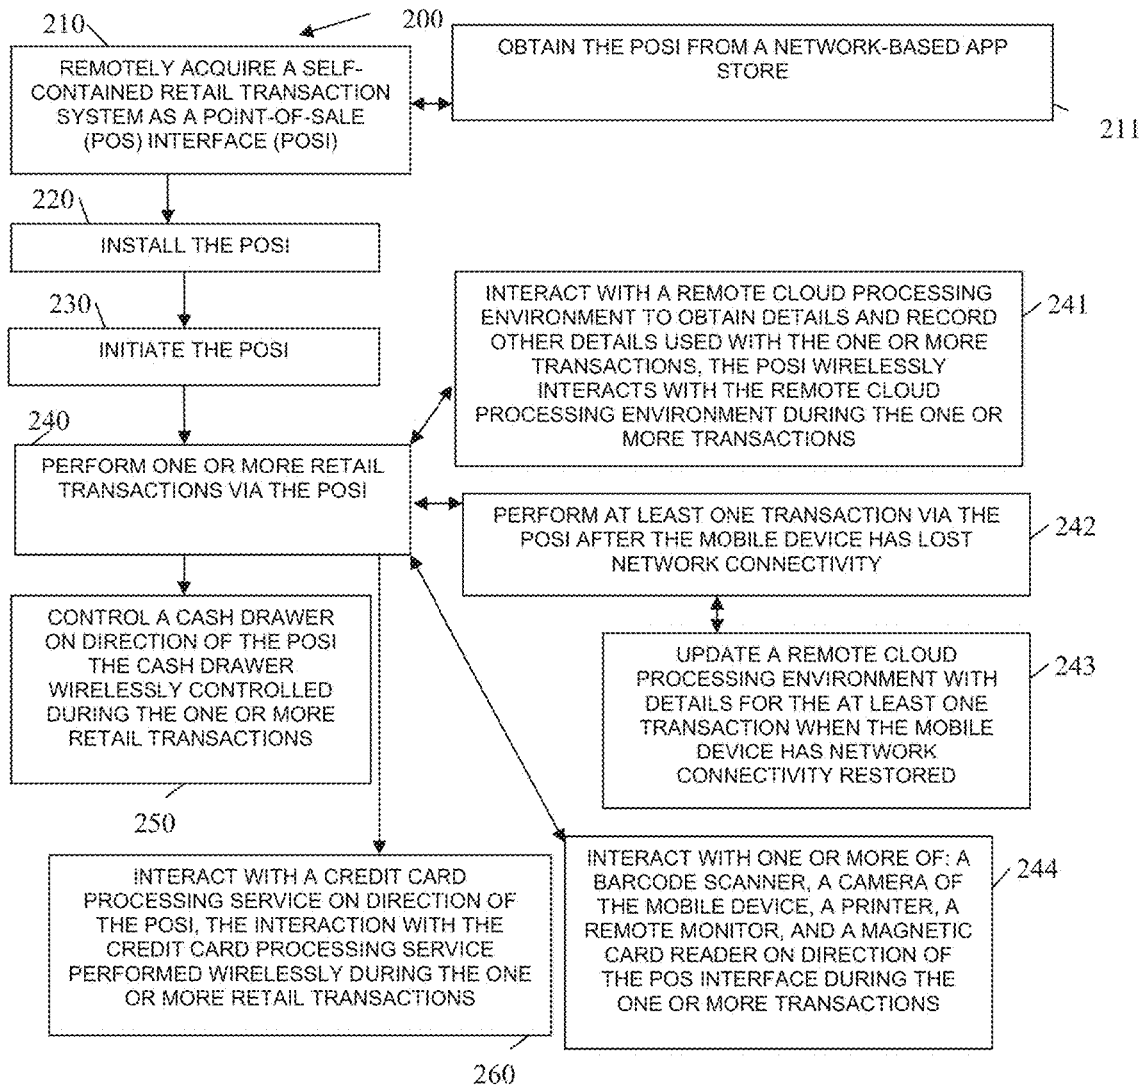 210
200
REMOTELY ACQUIRE A SELF-
CONTAINED RETAIL TRANSACTION
SYSTEM AS A POINT-OF-SALE
(POS) INTERFACE (POSI)
OBTAIN THE POSI FROM A NETWORK-BASED APP
STORE
211
220
INSTALL THE POSI
230
INITIATE THE POSI
INTERACT WITH A REMOTE CLOUD PROCESSING
ENVIRONMENT TO OBTAIN DETAILS AND RECORD
OTHER DETAILS USED WITH THE ONE OR MORE
TRANSACTIONS, THE POSI WIRELESSLY
INTERACTS WITH THE REMOTE CLOUD
PROCESSING ENVIRONMENT DURING THE ONE OR
MORE TRANSACTIONS
241
240
PERFORM ONE OR MORE RETAIL
TRANSACTIONS VIA THE POSI
PERFORM AT LEAST ONE TRANSACTION VIA THE
POSI AFTER THE MOBILE DEVICE HAS LOST
NETWORK CONNECTIVITY
242
CONTROL A CASH DRAWER
ON DIRECTION OF THE POSI
THE CASH DRAWER
WIRELESSLY CONTROLLED
DURING THE ONE OR MORE
RETAIL TRANSACTIONS
250
UPDATE A REMOTE CLOUD
PROCESSING ENVIRONMENT WITH
DETAILS FOR THE AT LEAST ONE
TRANSACTION WHEN THE MOBILE
DEVICE HAS NETWORK
CONNECTIVITY RESTORED
243
INTERACT WITH A CREDIT CARD
PROCESSING SERVICE ON DIRECTION OF
THE POSI, THE INTERACTION WITH THE
CREDIT CARD PROCESSING SERVICE
PERFORMED WIRELESSLY DURING THE ONE
OR MORE RETAIL TRANSACTIONS
260
INTERACT WITH ONE OR MORE OF: A
BARCODE SCANNER, A CAMERA OF
THE MOBILE DEVICE, A PRINTER, A
REMOTE MONITOR, AND A MAGNETIC
CARD READER ON DIRECTION OF
THE POS INTERFACE DURING THE
ONE OR MORE TRANSACTIONS
244